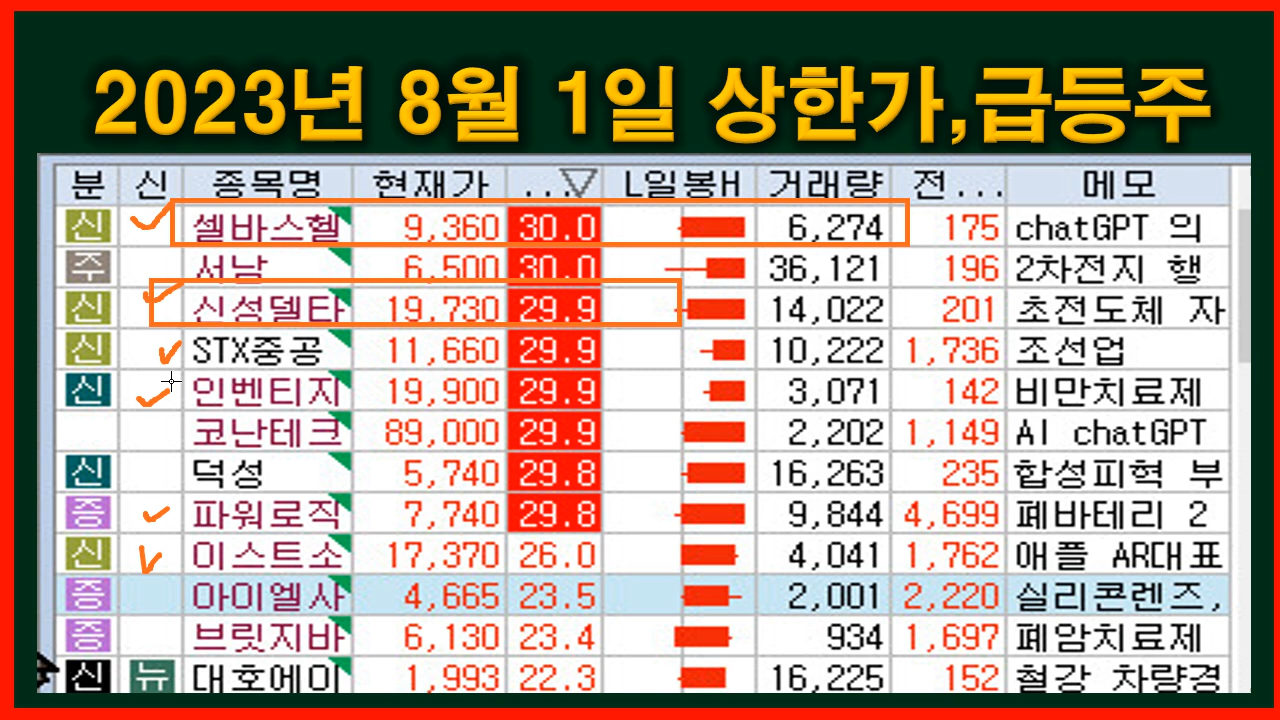 2023년 8월 1일 상한가,급등주
분 신 종목명 현재가 ...▽ L일봉H 거래량 전... 메모
신 셀바스헬 9,360 30.0 6,274 175 chatGPT 의
주 서남 6,500 30.0 36,121 196 2차전지 행
신 신성델타 19,730 29.9 14,022 201 초전도체 자
신 STX중공 11,660 29.9 10,222 1,736 조선업
신 인벤티지 19,900 29.9 3,071 142 비만치료제
코난테크 89,000 29.9 2,202 1,149 AI chatGPT
신 덕성 5,740 29.8 16,263 235 합성피혁 부
증 파워로직 7,740 29.8 9,844 4,699 폐바테리 2
신 이스트소 17,370 26.0 4,041 1,762 애플 AR대표
증 아이엘사 4,665 23.5 2,001 2,220 실리콘렌즈,
증 브릿지바 6,130 23.4 934 1,697 폐암치료제
신 뉴 대호에이 1,993 22.3 16,225 152 철강 차량경